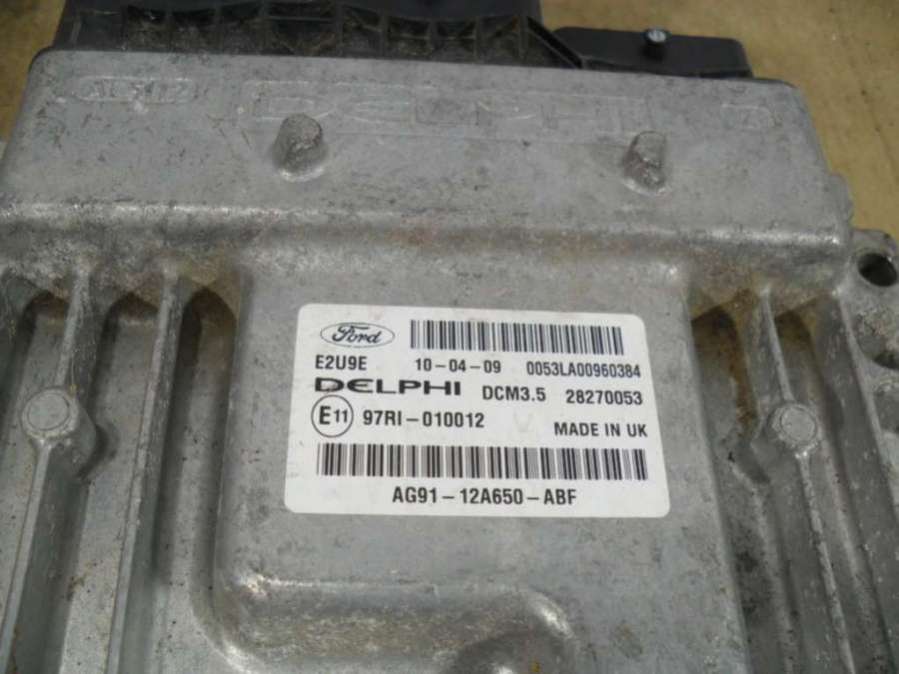 DELPHI
Ford
E2U9E 10-04-09 0053LA00960384
DELPHI DCM3.5 28270053
E11 97RI-010012 MADE IN UK
AG91-12A650-ABF